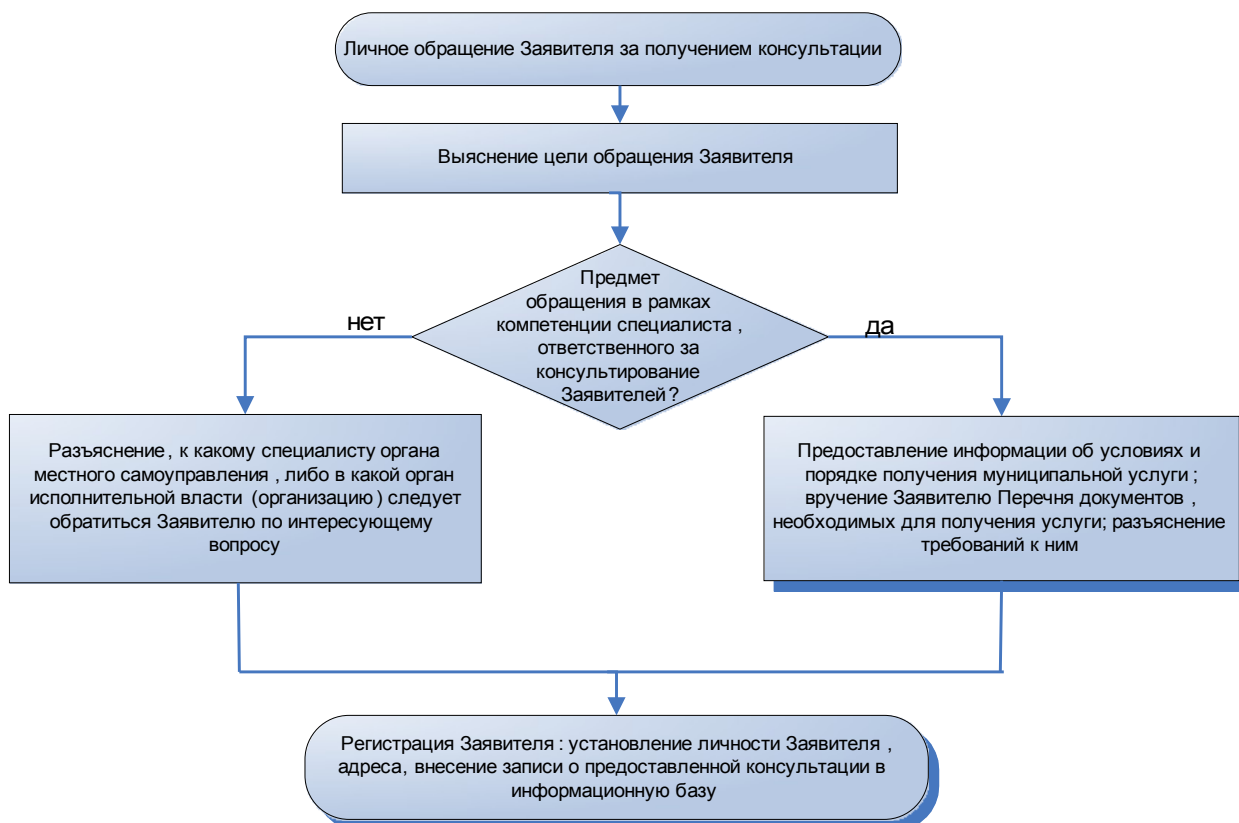 Личное обращение Заявителя за получением консультации
Выяснение цели обращения Заявителя
Предмет
обращения в рамках
компетенции специалиста ,
ответственного за
консультирование
Заявителей ?
нет
да
Разъяснение , к какому специалисту органа
местного самоуправления , либо в какой орган
исполнительной власти (организацию ) следует
обратиться Заявителю по интересующему
вопросу
Предоставление информации об условиях и
порядке получения муниципальной услуги ;
вручение Заявителю Перечня документов ,
необходимых для получения услуги; разъяснение
требований к ним
Регистрация Заявителя : установление личности Заявителя ,
адреса, внесение записи о предоставленной консультации в
информационную базу